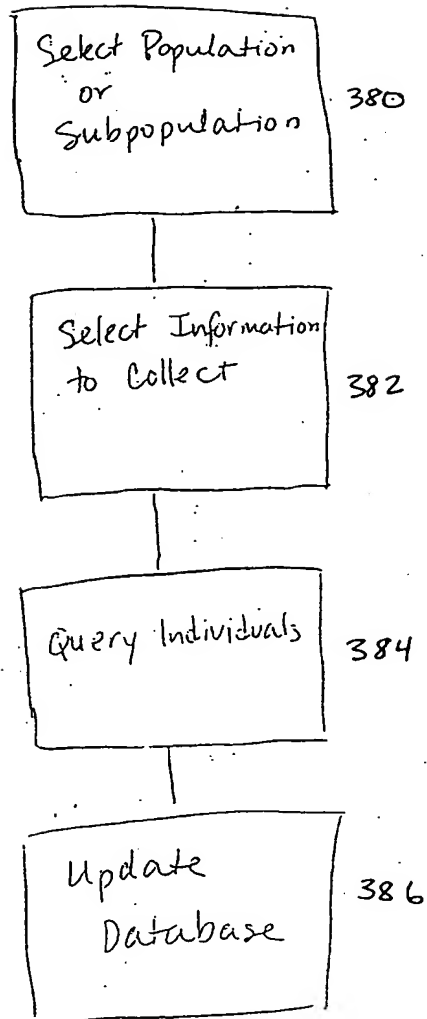 Select Population
or
Subpopulation
380
Select Information
to Collect
382
Query Individuals
384
Update
Database
386